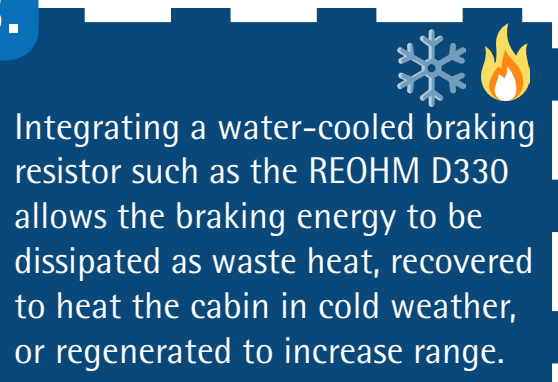 Integrating a water-cooled braking
resistor such as the REOHM D330
allows the braking energy to be
dissipated as waste heat, recovered
to heat the cabin in cold weather,
or regenerated to increase range.